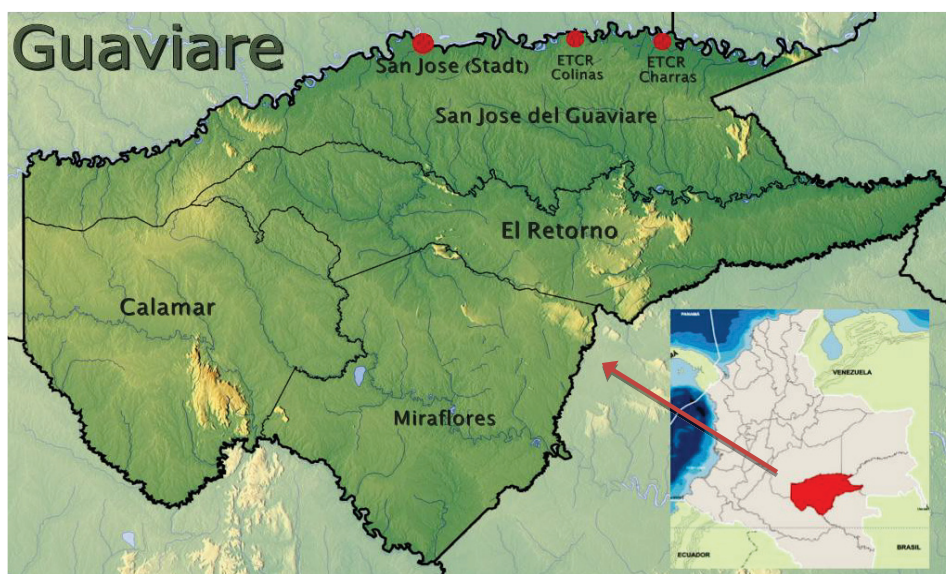 Guaviare
San Jose (Stadt)
ETCR
Colinas
ETCR
Charras
San Jose del Guaviare
El Retorno
Calamar
Miraflores
PANAMÁ
VENEZUELA
ECUADOR
BRASIL